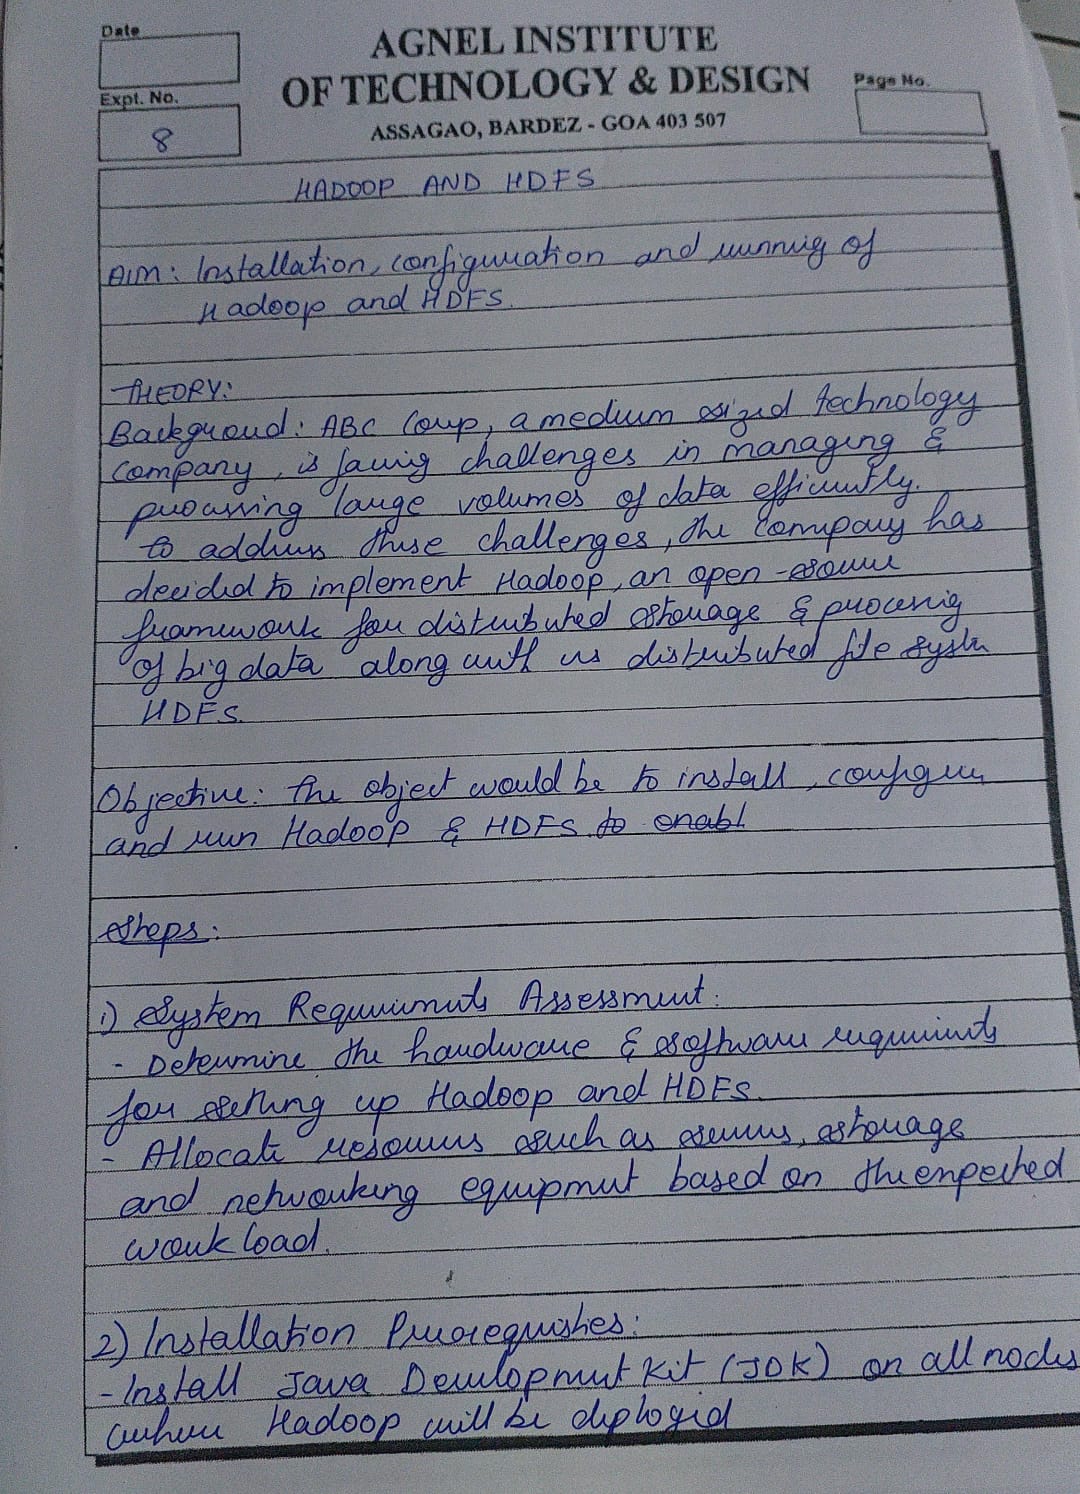 Date
AGNEL INSTITUTE
OF TECHNOLOGY & DESIGN
ASSAGAO, BARDEZ - GOA 403 507
Expt. No.
8
Page No.
HADOOP AND HDFS
AIM: Installation, configuration and running of
Hadoop and HDFS.
THEORY:
Background: ABC Corp, a medium sized technology
company, is facing challenges in managing &
processing large volumes of data efficiently.
to address these challenges, the company has
decided to implement Hadoop, an open-source
framework for distributed storage & processing
of big data along with its distributed file system
HDFS.
Objective: The object would be to install, configure
and run Hadoop & HDFS to enabl
Steps:
1) System Requirements Assessment:
- Determine the hardware & software requirements
for setting up Hadoop and HDFS.
- Allocate resources such as servers, storage
and networking equipment based on the expected
workload.
2) Installation Prerequisites:
- Install Java Development Kit (JDK) on all nodes
where Hadoop will be deployed